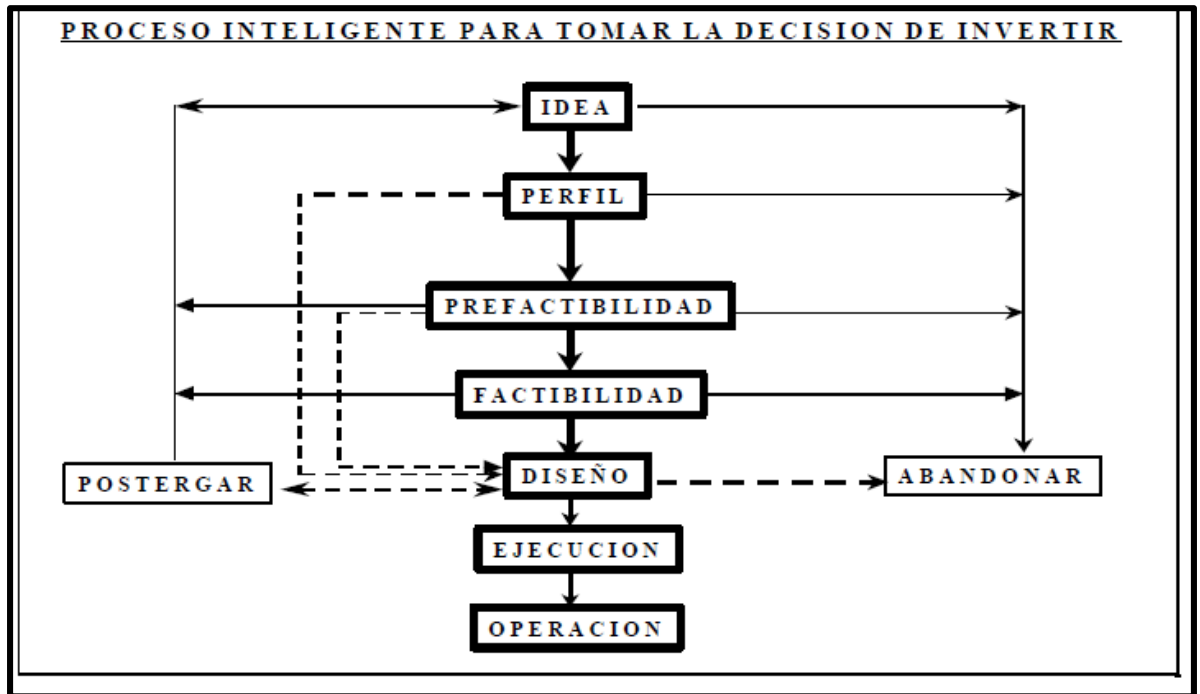 PROCESO INTELIGENTE PARA TOMAR LA DECISION DE INVERTIR
IDEA
PERFIL
PREFACTIBILIDAD
FACTIBILIDAD
POSTERGAR
DISEÑO
ABANDONAR
EJECUCION
OPERACION